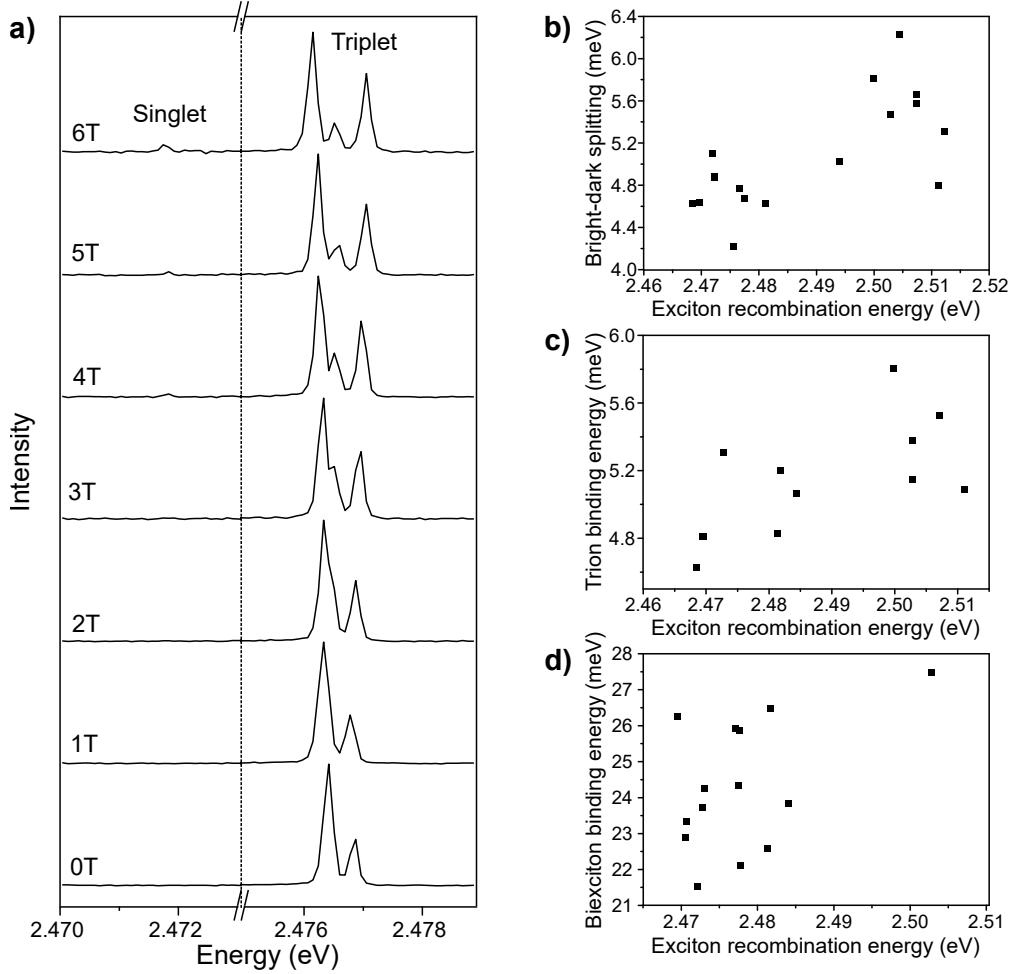 a)
Singlet
Triplet
6T
5T
4T
3T
2T
1T
0T
Intensity
2.470
2.472
2.476
2.478
Energy (eV)
b)
Bright-dark splitting (meV)
6.4
6.0
5.6
5.2
4.8
4.4
4.0
2.46
2.47
2.48
2.49
2.50
2.51
2.52
Exciton recombination energy (eV)
c)
Trion binding energy (meV)
6.0
5.6
5.2
4.8
2.46
2.47
2.48
2.49
2.50
2.51
Exciton recombination energy (eV)
d)
Biexciton binding energy (meV)
28
27
26
25
24
23
22
21
2.47
2.48
2.49
2.50
2.51
Exciton recombination energy (eV)